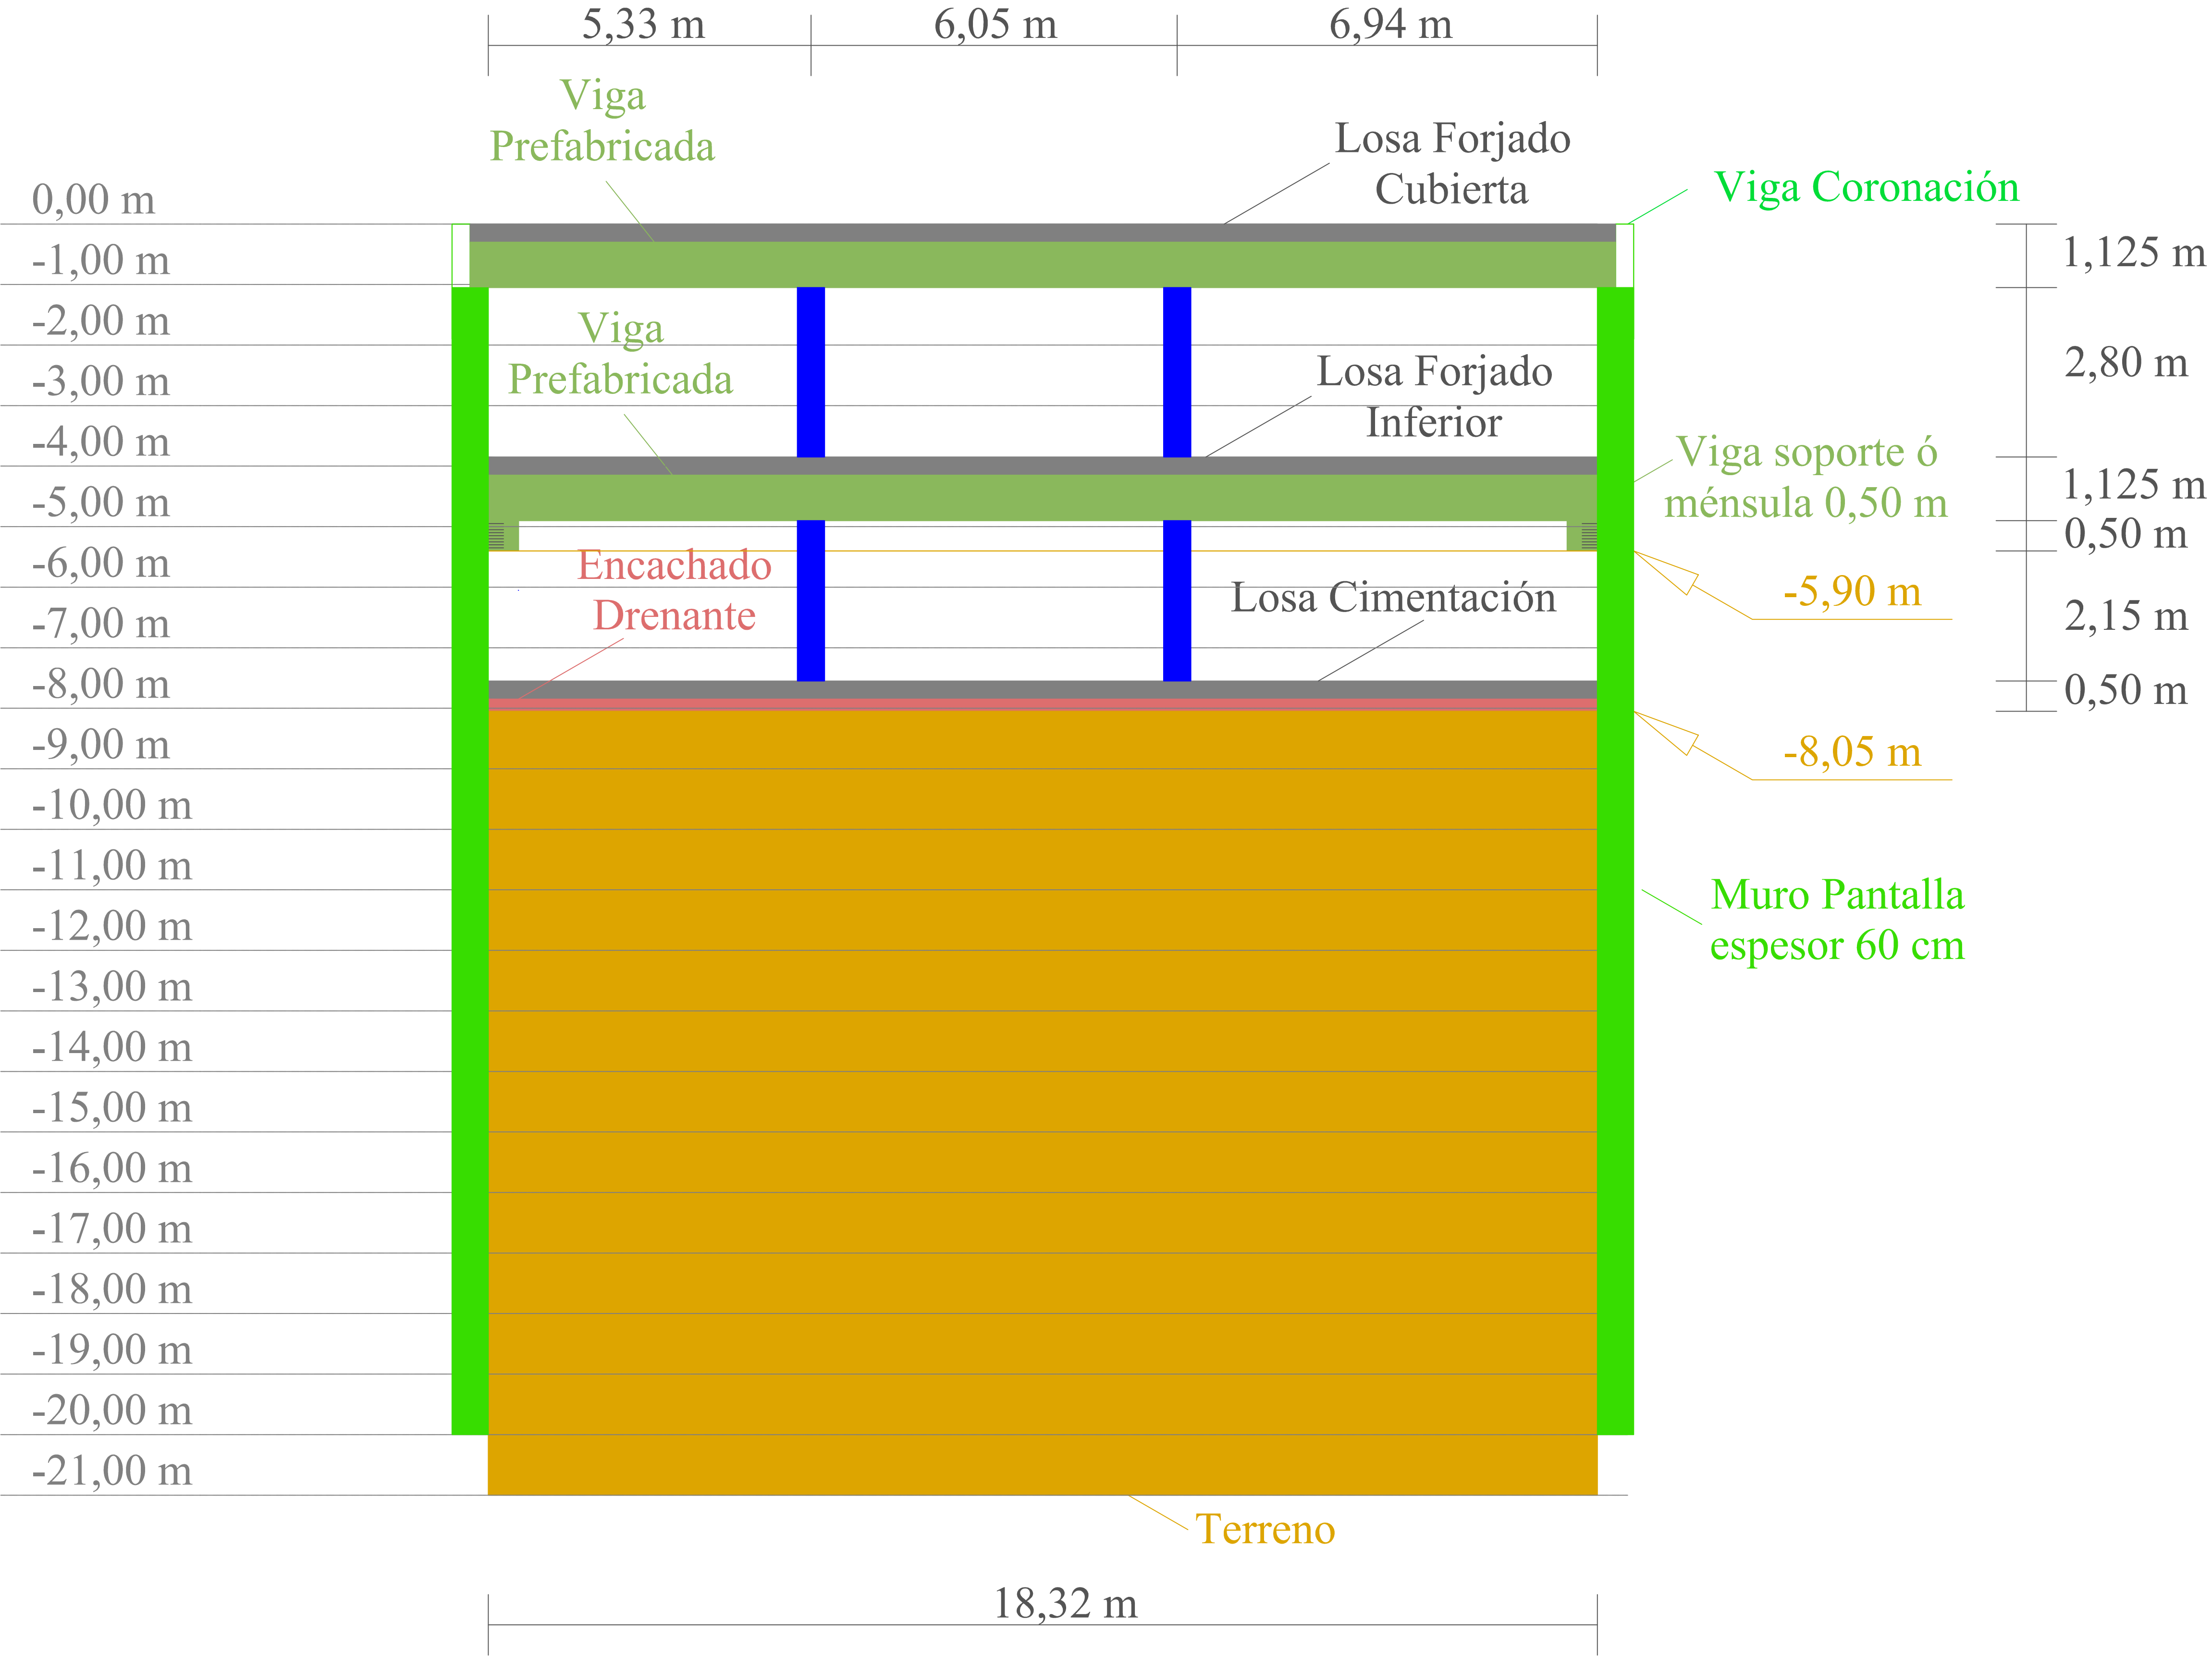 5,33 m
6,05 m
6,94 m
Viga
Prefabricada
Losa Forjado
Cubierta
Viga Coronación
0,00 m
-1,00 m
-2,00 m
-3,00 m
-4,00 m
-5,00 m
-6,00 m
-7,00 m
-8,00 m
-9,00 m
-10,00 m
-11,00 m
-12,00 m
-13,00 m
-14,00 m
-15,00 m
-16,00 m
-17,00 m
-18,00 m
-19,00 m
-20,00 m
-21,00 m
Viga
Prefabricada
Losa Forjado
Inferior
Viga soporte ó
ménsula 0,50 m
Encachado
Drenante
Losa Cimentación
-5,90 m
-8,05 m
Muro Pantalla
espesor 60 cm
1,125 m
2,80 m
1,125 m
0,50 m
2,15 m
0,50 m
Terreno
18,32 m